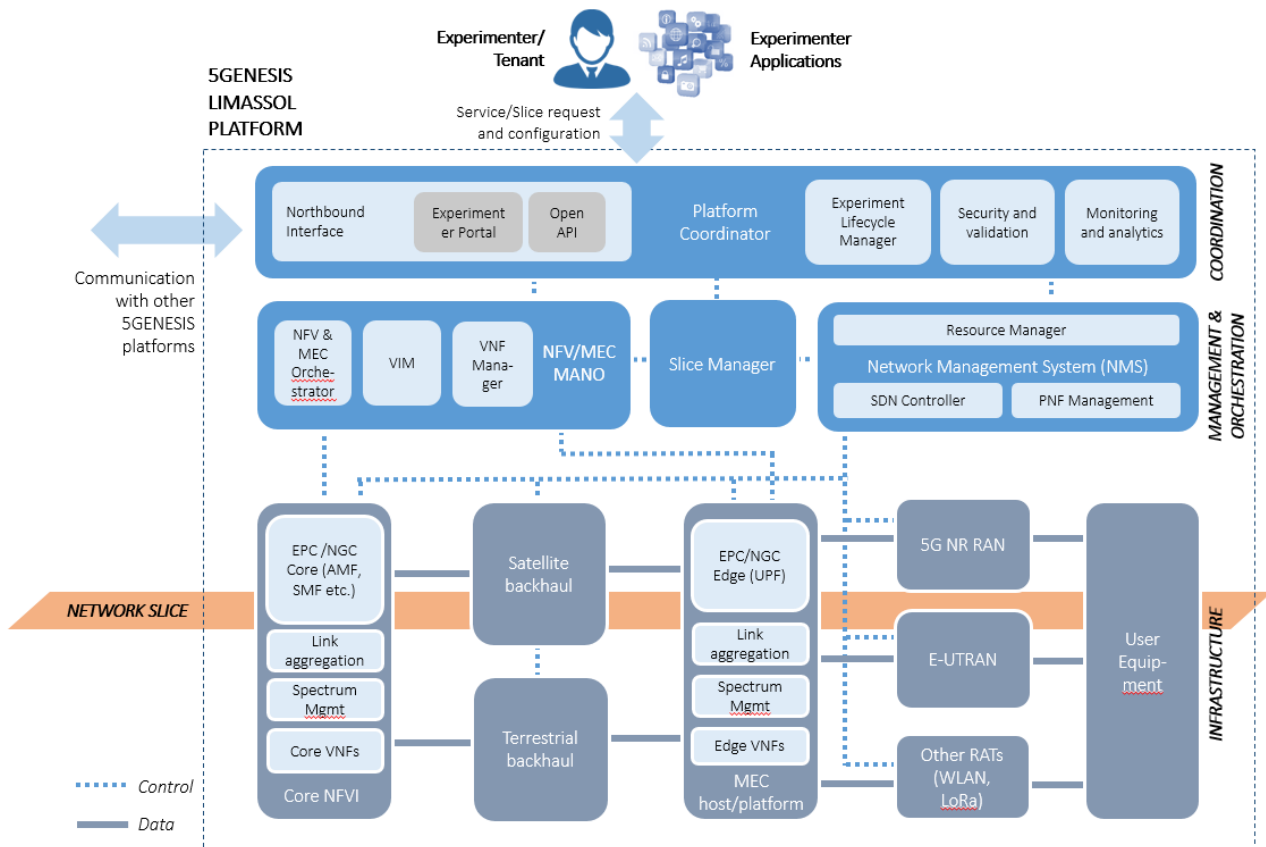 Experimenter/
Tenant
Experimenter
Applications
5GENESIS
LIMASSOL
PLATFORM
Service/Slice request
and configuration
Northbound
Interface
Experiment
er Portal
Open
API
Platform
Coordinator
Experiment
Lifecycle
Manager
Security and
validation
Monitoring
and analytics
COORDINATION
Communication
with other
5GENESIS
platforms
NFV &
MEC
Orche-
strator
VIM
VNF
Mana-
ger
NFV/MEC
MANO
Slice Manager
Resource Manager
Network Management System (NMS)
SDN Controller
PNF Management
MANAGEMENT &
ORCHESTRATION
EPC /NGC
Core (AMF,
SMF etc.)
Satellite
backhaul
EPC/NGC
Edge (UPF)
5G NR RAN
NETWORK SLICE
Link
aggregation
Link
aggregation
E-UTRAN
User
Equip-
ment
INFRASTRUCTURE
Spectrum
Mgmt
Terrestrial
backhaul
Spectrum
Mgmt
Core VNFs
Edge VNFs
Other RATs
(WLAN,
LoRa)
Core NFVI
MEC
host/platform
Control
Data